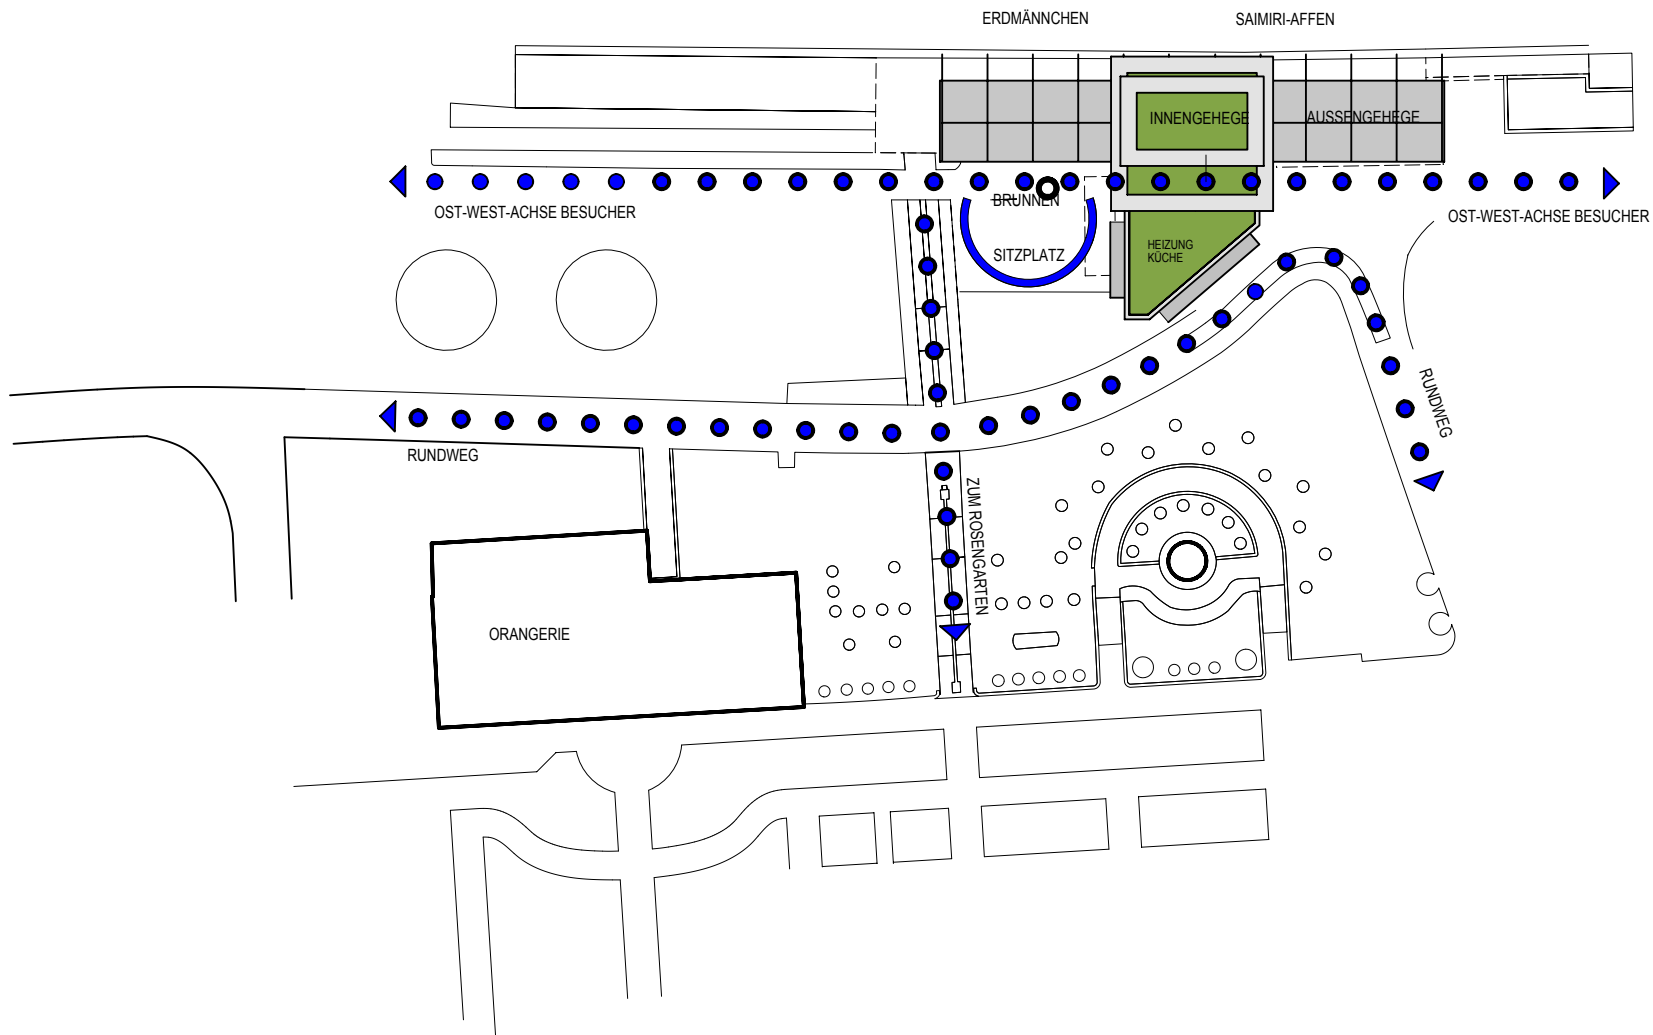 ERDMÄNNCHEN
SAIMIRI-AFFEN
INNENGEHEGE
AUSSENGEHEGE
OST-WEST-ACHSE BESUCHER
BRUNNEN
OST-WEST-ACHSE BESUCHER
SITZPLATZ
HEIZUNG
KÜCHE
RUNDWEG
RUNDWEG
ZUM ROSENGARTEN
ORANGERIE